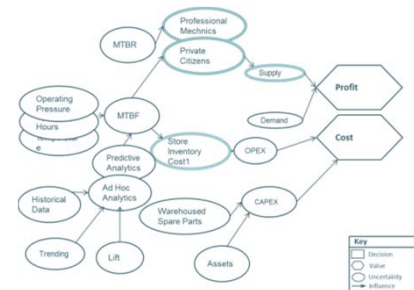 Professional
Mechnics
MTBR
Private
Citizens
Supply
Profit
Operating
Pressure
Hours
MTBF
Demand
Cost
Store
Inventory
Cost1
OPEX
Predictive
Analytics
Ad Hoc
Analytics
Historical
Data
Warehoused
Spare Parts
CAPEX
Trending
Lift
Assets
Key
Decision
Value
Uncertainty
Influence